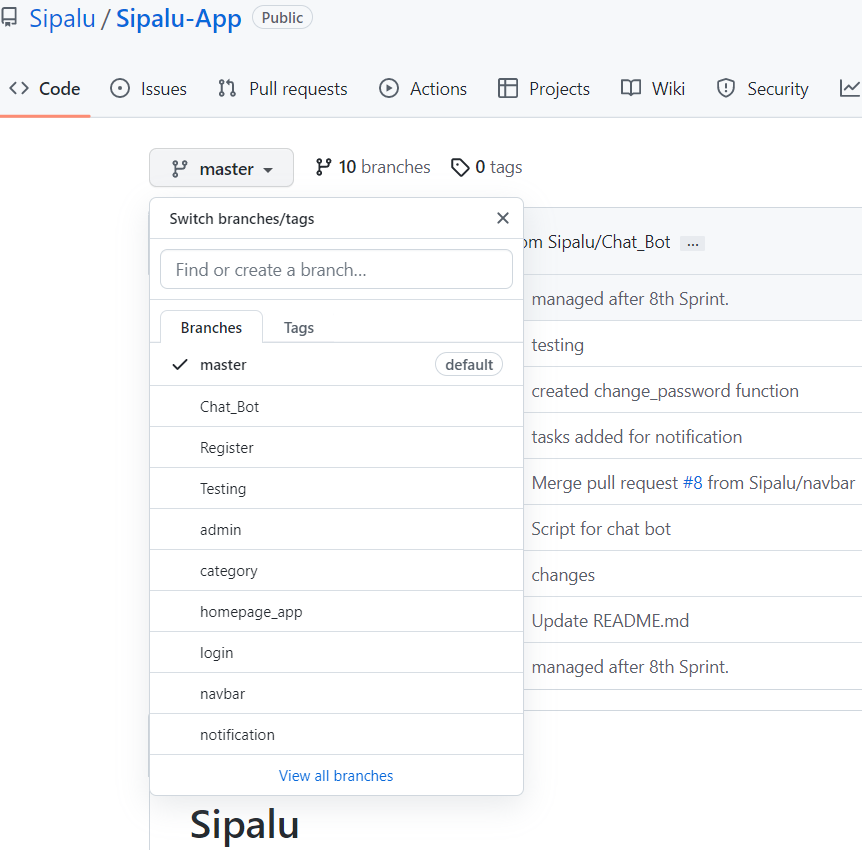 Sipalu / Sipalu-App Public
Code Issues Pull requests Actions Projects Wiki Security
master 10 branches 0 tags
Switch branches/tags
om Sipalu/Chat_Bot ...
Find or create a branch...
managed after 8th Sprint.
Branches Tags
testing
master default
created change_password function
Chat_Bot
tasks added for notification
Register
Merge pull request #8 from Sipalu/navbar
Testing
Script for chat bot
admin
changes
category
Update README.md
homepage_app
login
managed after 8th Sprint.
navbar
notification
View all branches
Sipalu